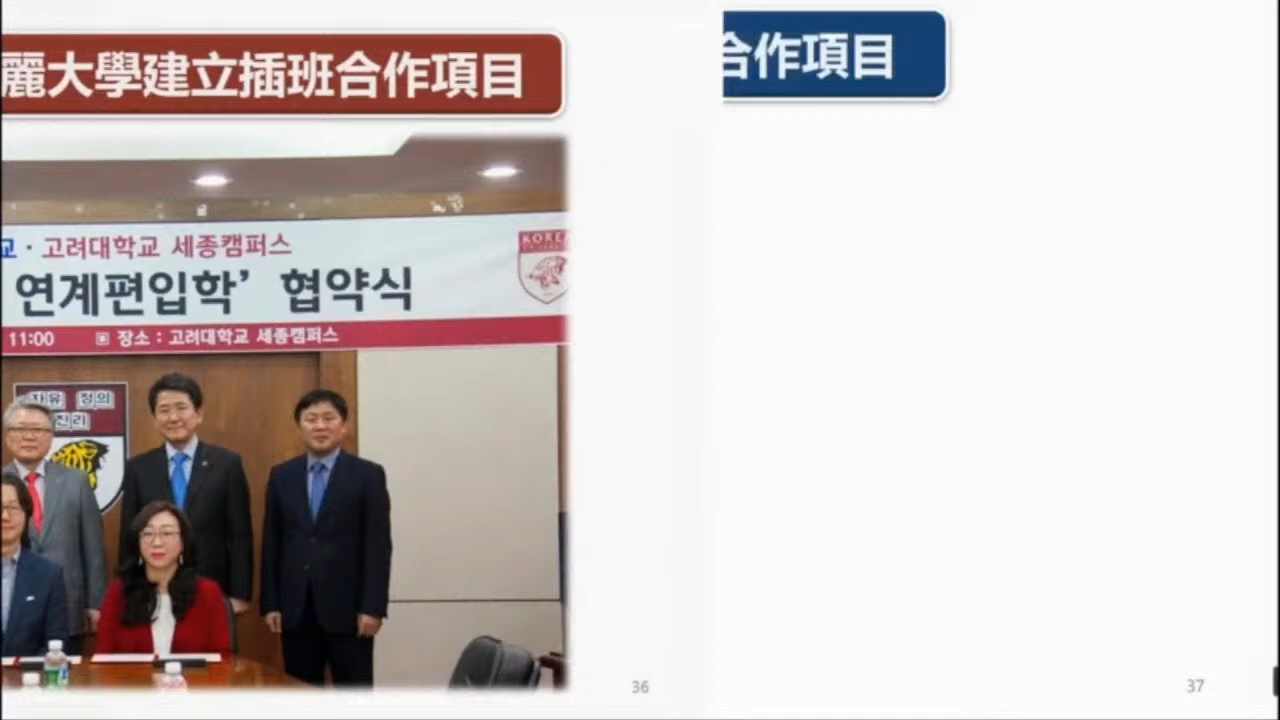 麗大學建立插班合作項目
合作項目
교 · 고려대학교 세종캠퍼스
연계편입학’ 협약식
KORE
11:00 ▣ 장소 : 고려대학교 세종캠퍼스
자유 정의
진리
36
37